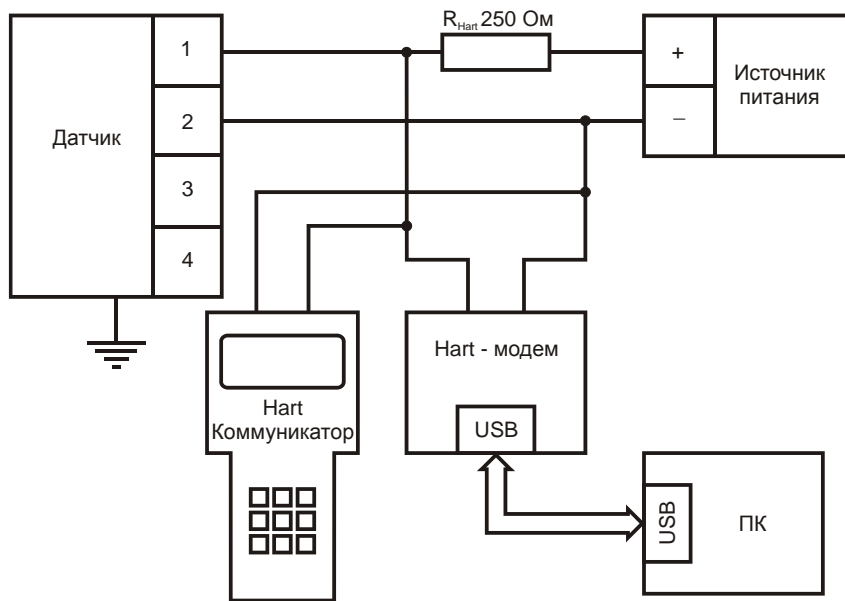 R_Hart 250 Ом
Датчик
1
2
3
4
+
–
Источник
питания
Hart
Коммуникатор
Hart - модем
USB
USB
ПК